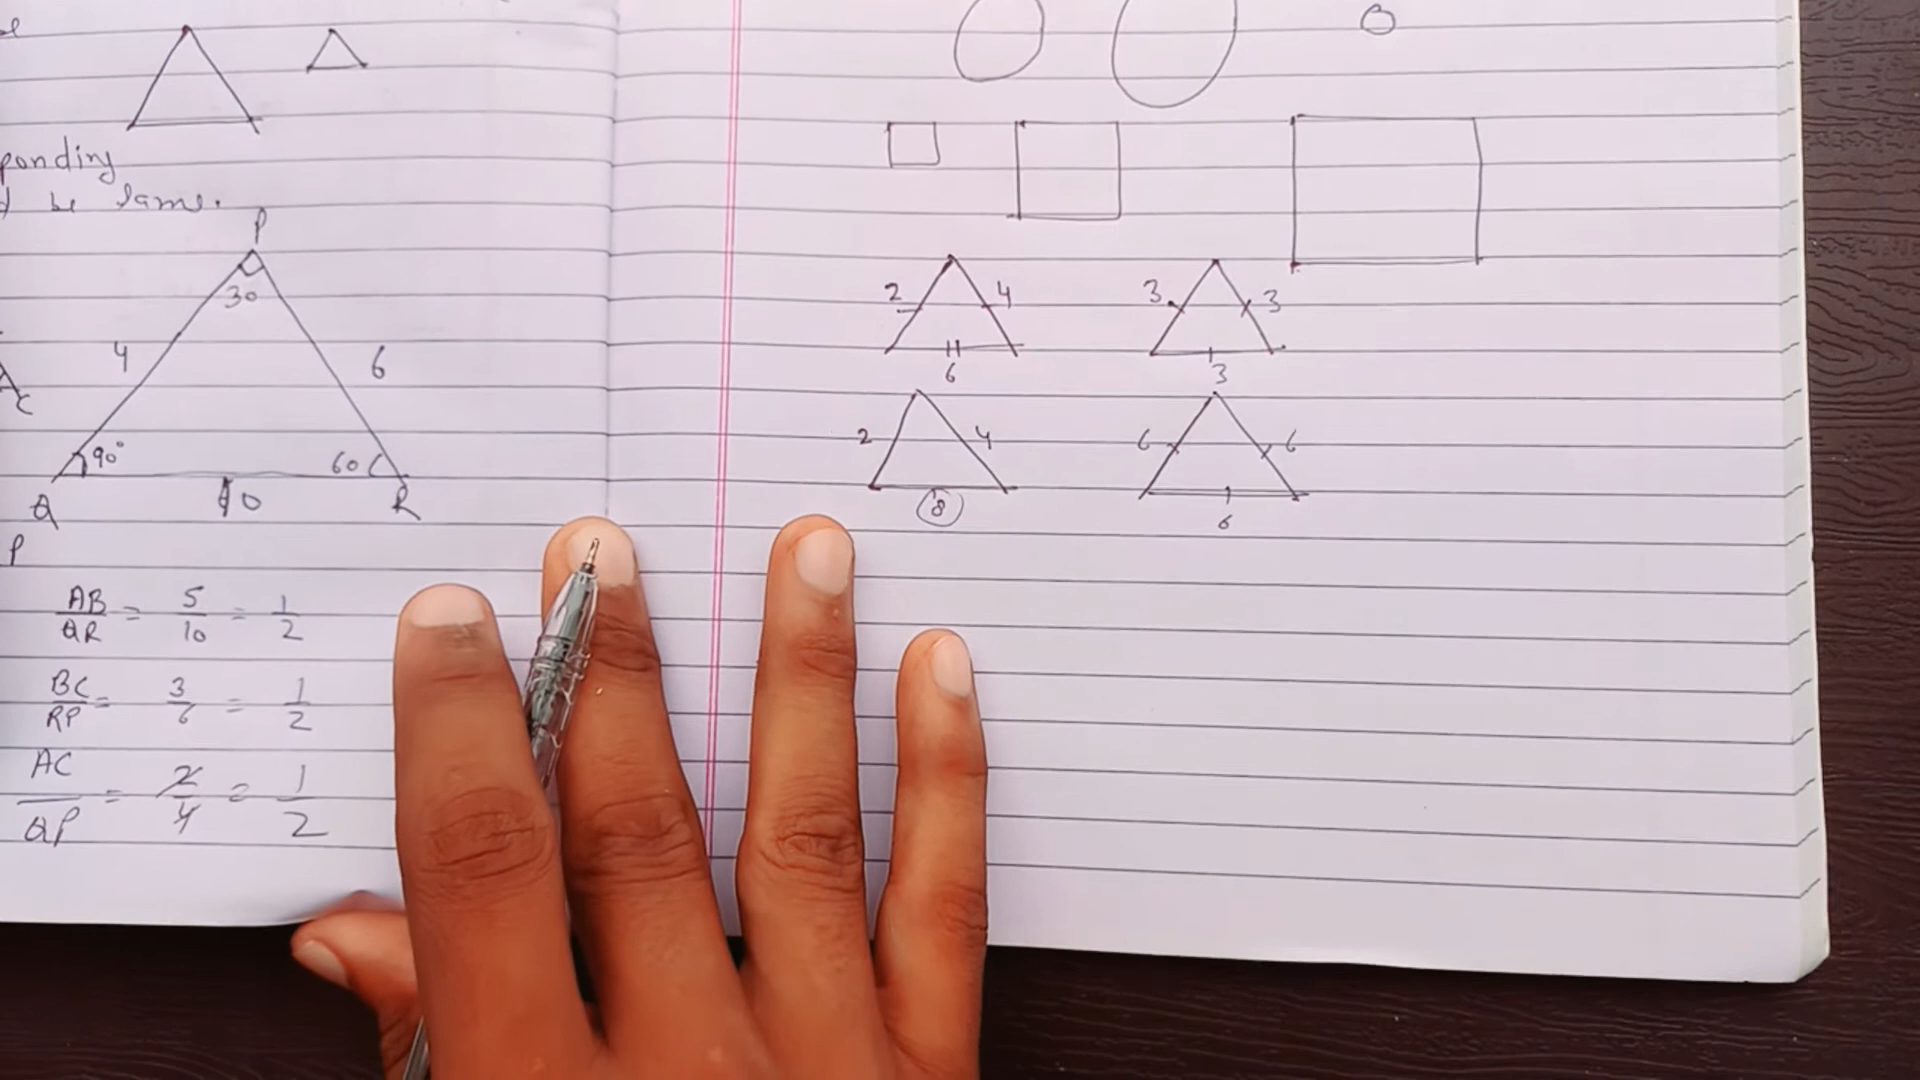 ponding
be same.
P
30
4 6
90° 60
Q 10 R
C
P
AB/QR = 5/10 = 1/2
BC/RP = 3/6 = 1/2
AC/QP = 2/4 = 1/2
2 4 3 3
6 3
2 4 6 6
8 6